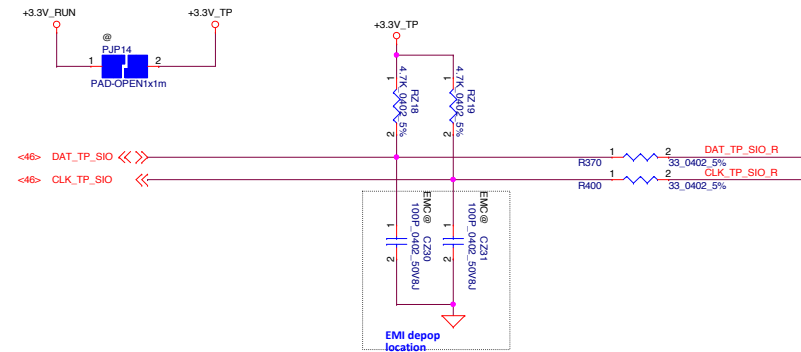 +3.3V_RUN
+3.3V_TP
@
PJP14
1
2
PAD-OPEN1x1m
+3.3V_TP
1
4.7K_0402_5%
RZ18
2
1
4.7K_0402_5%
RZ19
2
<46> DAT_TP_SIO
<46> CLK_TP_SIO
R370
1
2
33_0402_5%
DAT_TP_SIO_R
R400
1
2
33_0402_5%
CLK_TP_SIO_R
1
EMC@ CZ30
100P_0402_50V8J
2
1
EMC@ CZ31
100P_0402_50V8J
2
EMI depop
location